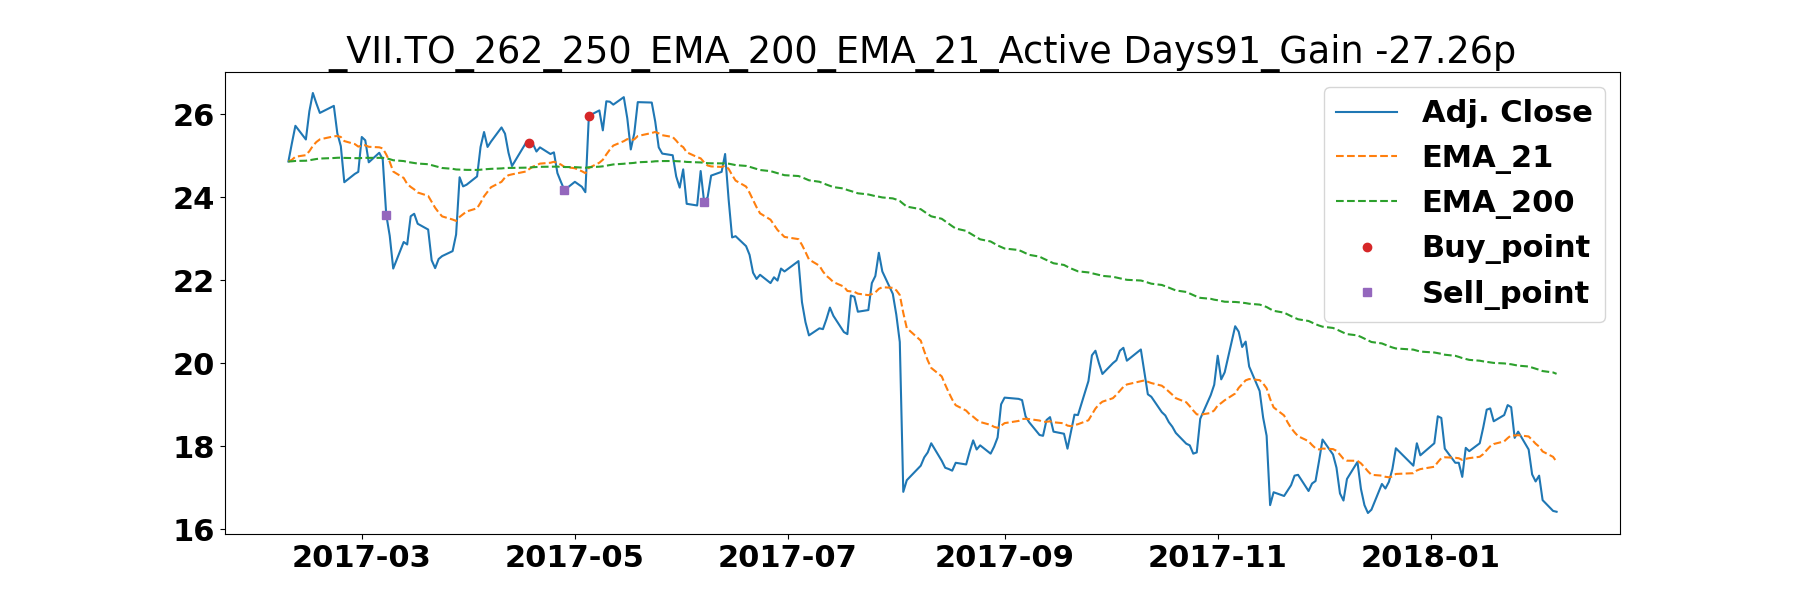 _VII.TO_262_250_EMA_200_EMA_21_Active Days91_Gain -27.26p
26
24
22
20
18
16
2017-03
2017-05
2017-07
2017-09
2017-11
2018-01
Adj. Close
EMA_21
EMA_200
Buy_point
Sell_point